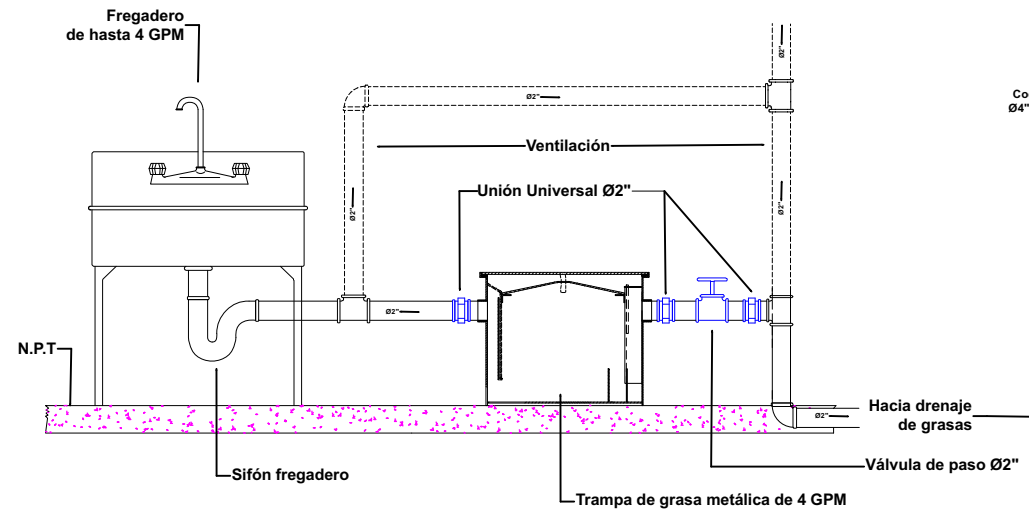 Fregadero
de hasta 4 GPM
Ø2"
Co
Ø4"
Ø2"
Ventilación
Unión Universal Ø2"
Ø2"
Ø2"
Ø2"
N.P.T
Hacia drenaje
de grasas
Ø2"
Válvula de paso Ø2"
Sifón fregadero
Trampa de grasa metálica de 4 GPM